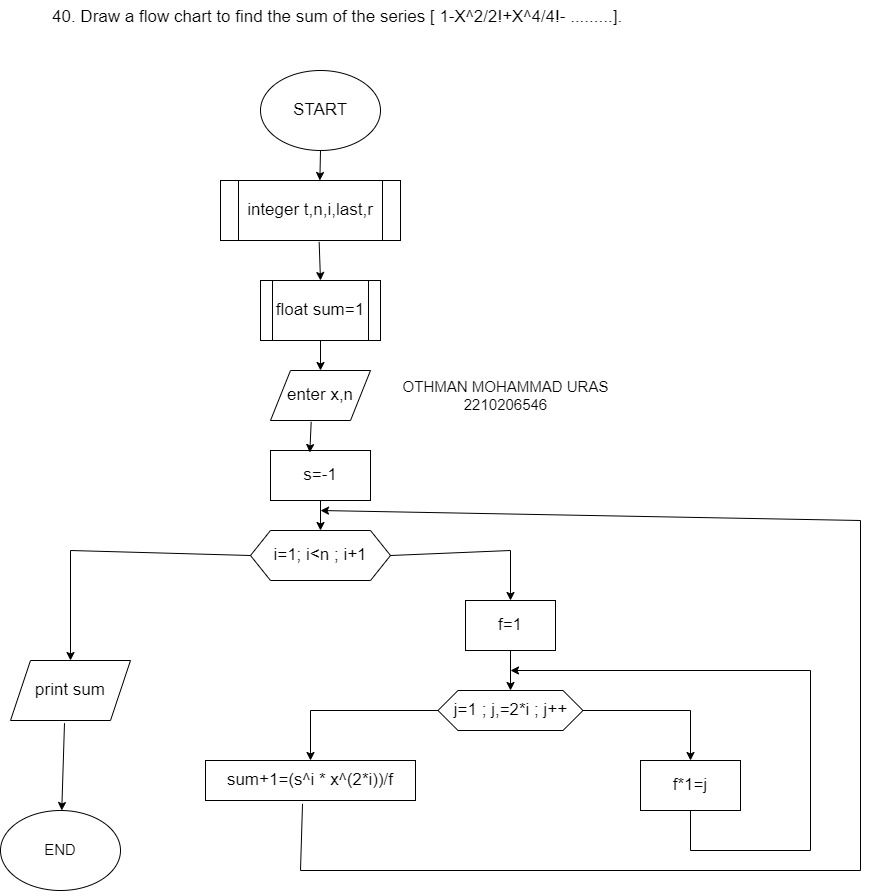 40. Draw a flow chart to find the sum of the series [ 1-X^2/2!+X^4/4!- .........].
START
integer t,n,i,last,r
float sum=1
enter x,n
OTHMAN MOHAMMAD URAS
2210206546
s=-1
i=1; i<n ; i+1
f=1
print sum
j=1 ; j,=2*i ; j++
sum+1=(s^i * x^(2*i))/f
f*1=j
END